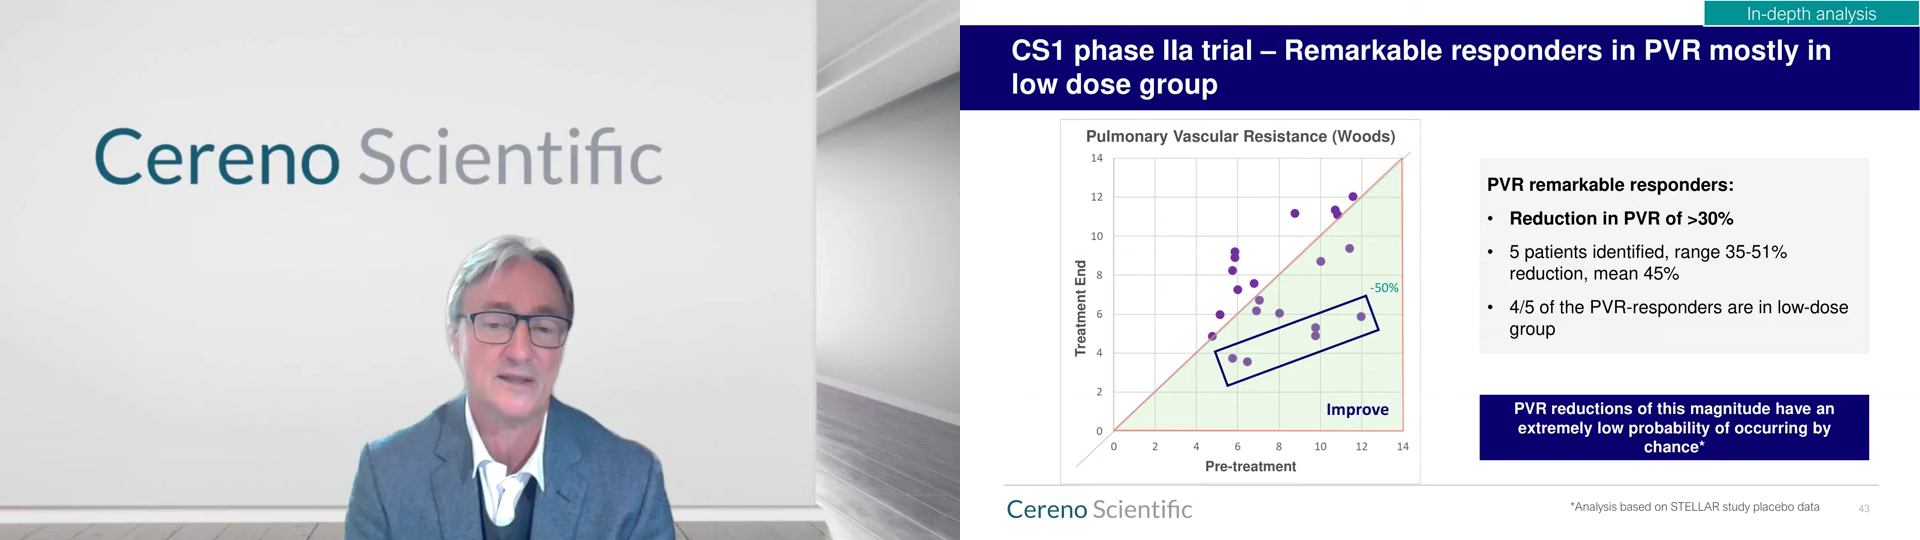 Cereno Scientific
In-depth analysis
CS1 phase IIa trial – Remarkable responders in PVR mostly in
low dose group
Pulmonary Vascular Resistance (Woods)
14
12
10
8
6
4
2
0
Treatment End
-50%
Improve
0 2 4 6 8 10 12 14
Pre-treatment
PVR remarkable responders:
• Reduction in PVR of >30%
• 5 patients identified, range 35-51%
reduction, mean 45%
• 4/5 of the PVR-responders are in low-dose
group
PVR reductions of this magnitude have an
extremely low probability of occurring by
chance*
Cereno Scientific
*Analysis based on STELLAR study placebo data
43